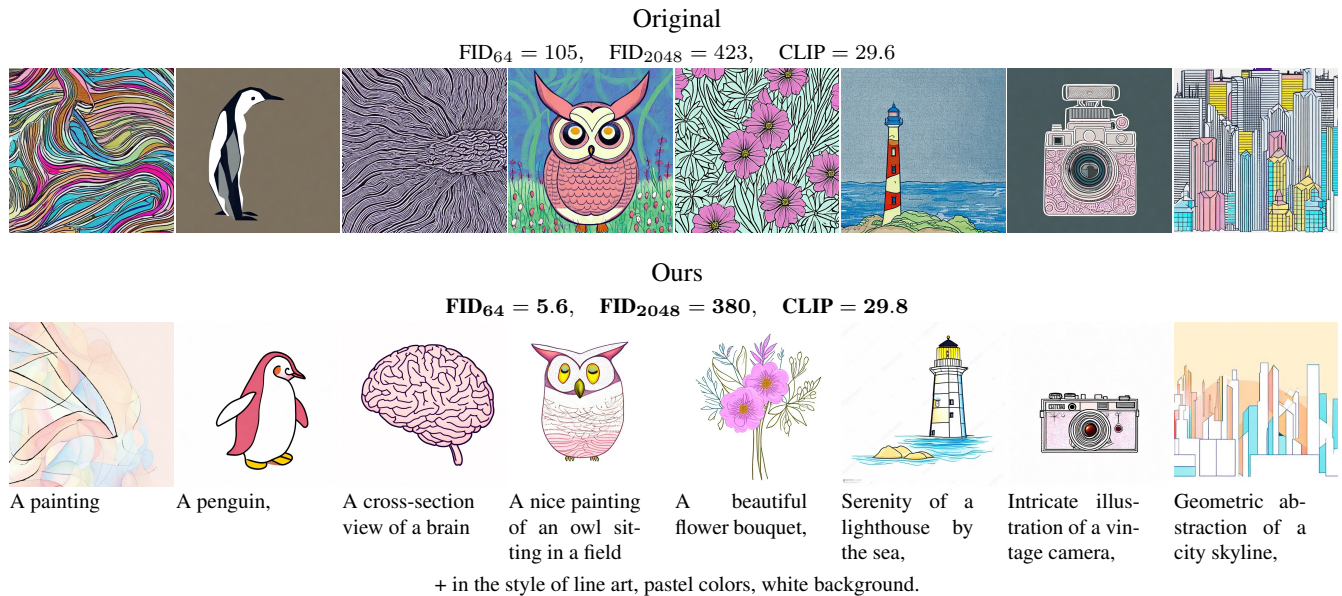 Original
FID64 = 105, FID2048 = 423, CLIP = 29.6
Ours
FID64 = 5.6, FID2048 = 380, CLIP = 29.8
A painting
A penguin,
A cross-section
view of a brain
A nice painting
of an owl sit-
ting in a field
A beautiful
flower bouquet,
Serenity of a
lighthouse by
the sea,
Intricate illus-
tration of a vin-
tage camera,
Geometric ab-
straction of a
city skyline,
+ in the style of line art, pastel colors, white background.